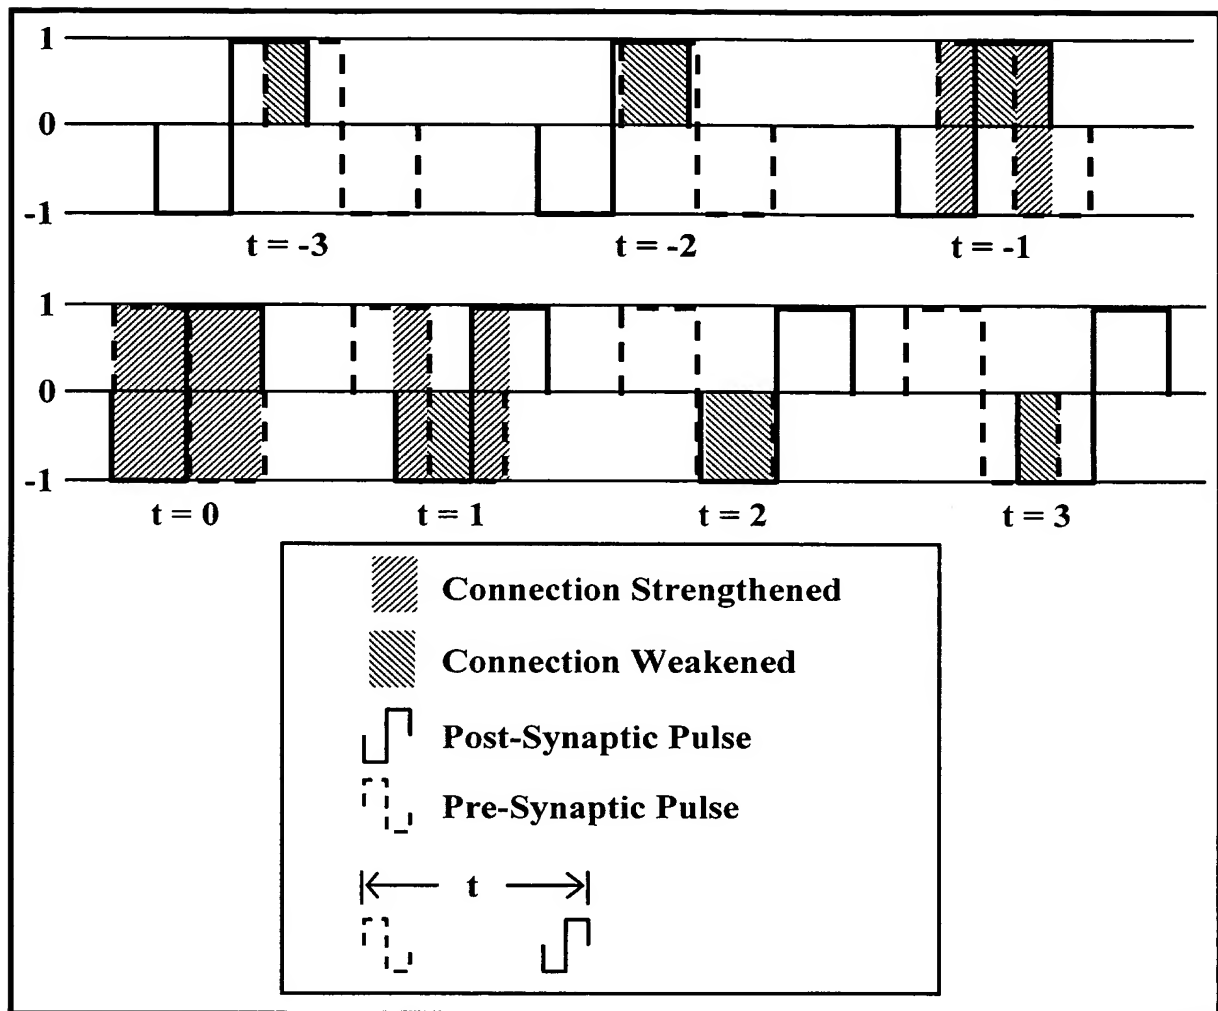 1
0
-1
t = -3 t = -2 t = -1
1
0
-1
t = 0 t = 1 t = 2 t = 3
Connection Strengthened
Connection Weakened
Post-Synaptic Pulse
Pre-Synaptic Pulse
t